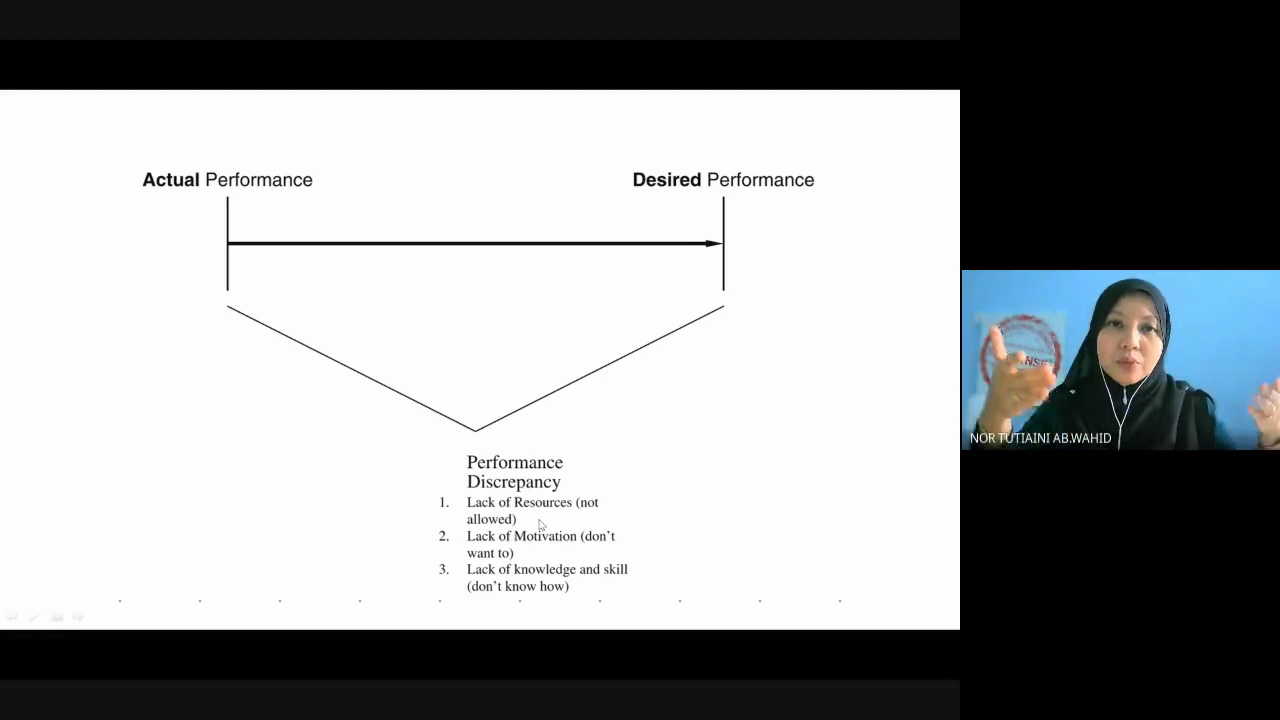 Actual Performance
Desired Performance
Performance
Discrepancy
1. Lack of Resources (not
allowed)
2. Lack of Motivation (don't
want to)
3. Lack of knowledge and skill
(don't know how)
NOR TUTIAINI AB.WAHID